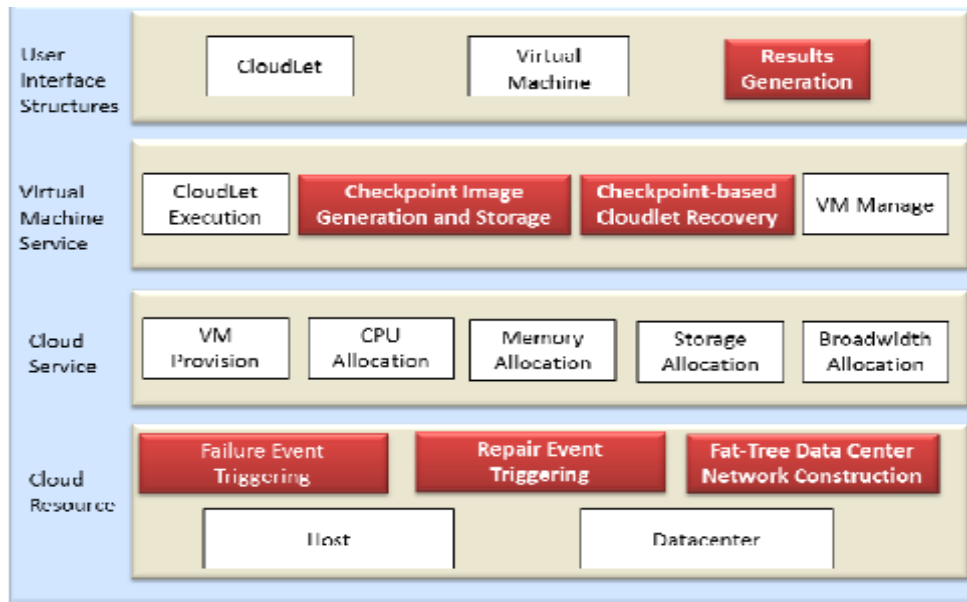 User
Interface
Structures
CloudLet
Virtual
Machine
Results
Generation
Virtual
Machine
Service
CloudLet
Execution
Checkpoint Image
Generation and Storage
Checkpoint-based
Cloudlet Recovery
VM Manage
Cloud
Service
VM
Provision
CPU
Allocation
Memory
Allocation
Storage
Allocation
Broadwidth
Allocation
Cloud
Resource
Failure Event
Triggering
Repair Event
Triggering
Fat-Tree Data Center
Network Construction
Host
Datacenter